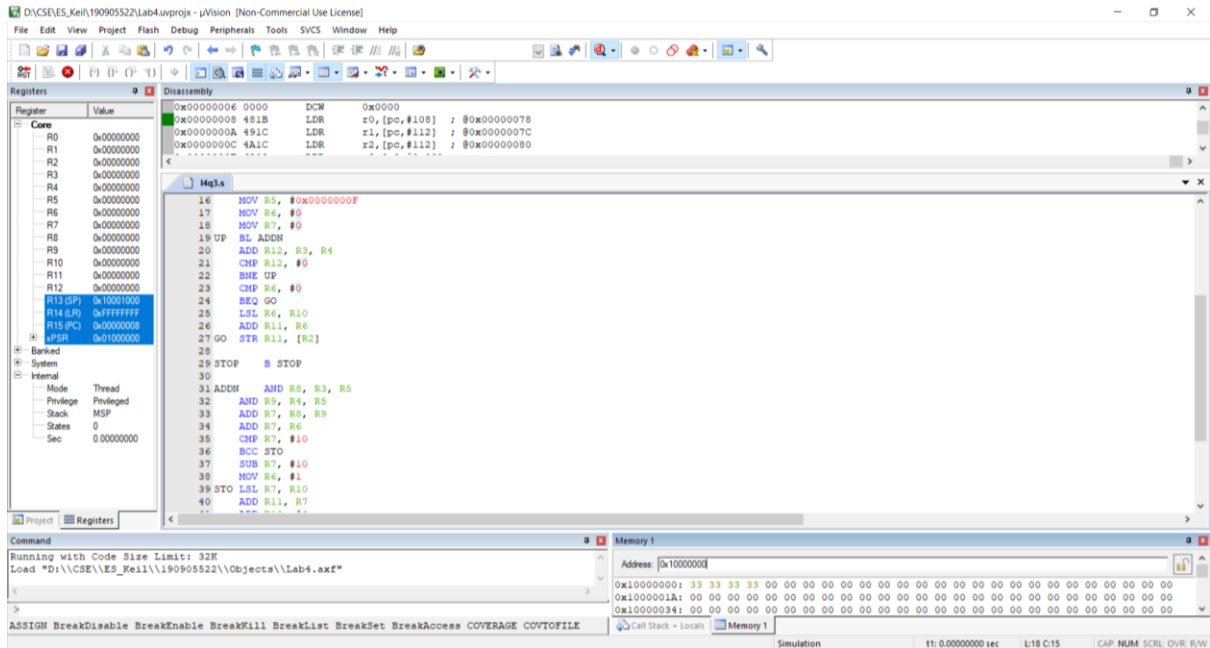 D:\CSE\ES_Keil\190905522\Lab4.uvprojx - µVision [Non-Commercial Use License]
File Edit View Project Flash Debug Peripherals Tools SVCS Window Help
Registers
Register Value
Core
R0 0x00000000
R1 0x00000000
R2 0x00000000
R3 0x00000000
R4 0x00000000
R5 0x00000000
R6 0x00000000
R7 0x00000000
R8 0x00000000
R9 0x00000000
R10 0x00000000
R11 0x00000000
R12 0x00000000
R13 (SP) 0x10001000
R14 (LR) 0xFFFFFFFF
R15 (PC) 0x00000008
xPSR 0x01000000
Banked
System
Internal
Mode Thread
Privilege Privileged
Stack MSP
States 0
Sec 0.00000000
Project Registers
Disassembly
0x00000006 0000 DCW 0x0000
0x00000008 481B LDR r0,[pc,#108] ; @0x00000078
0x0000000A 491C LDR r1,[pc,#112] ; @0x0000007C
0x0000000C 4A1C LDR r2,[pc,#112] ; @0x00000080
l4q3.s
16 MOV R5, #0x0000000F
17 MOV R6, #0
18 MOV R7, #0
19 UP BL ADDN
20 ADD R12, R3, R4
21 CMP R12, #0
22 BNE UP
23 CMP R6, #0
24 BEQ GO
25 LSL R6, R10
26 ADD R11, R6
27 GO STR R11, [R2]
28
29 STOP B STOP
30
31 ADDN AND R8, R3, R5
32 AND R9, R4, R5
33 ADD R7, R8, R9
34 ADD R7, R6
35 CMP R7, #10
36 BCC STO
37 SUB R7, #10
38 MOV R6, #1
39 STO LSL R7, R10
40 ADD R11, R7
Command
Running with Code Size Limit: 32K
Load "D:\\CSE\\ES_Keil\\190905522\\Objects\\Lab4.axf"
>
ASSIGN BreakDisable BreakEnable BreakKill BreakList BreakSet BreakAccess COVERAGE COVTOFILE
Memory 1
Address: 0x10000000
0x10000000: 33 33 33 33 00 00 00 00 00 00 00 00 00 00 00 00 00 00 00 00 00 00 00 00 00 00
0x1000001A: 00 00 00 00 00 00 00 00 00 00 00 00 00 00 00 00 00 00 00 00 00 00 00 00 00 00
0x10000034: 00 00 00 00 00 00 00 00 00 00 00 00 00 00 00 00 00 00 00 00 00 00 00 00 00 00
Call Stack + Locals Memory 1
Simulation t1: 0.00000000 sec L:18 C:15 CAP NUM SCRL OVR R/W